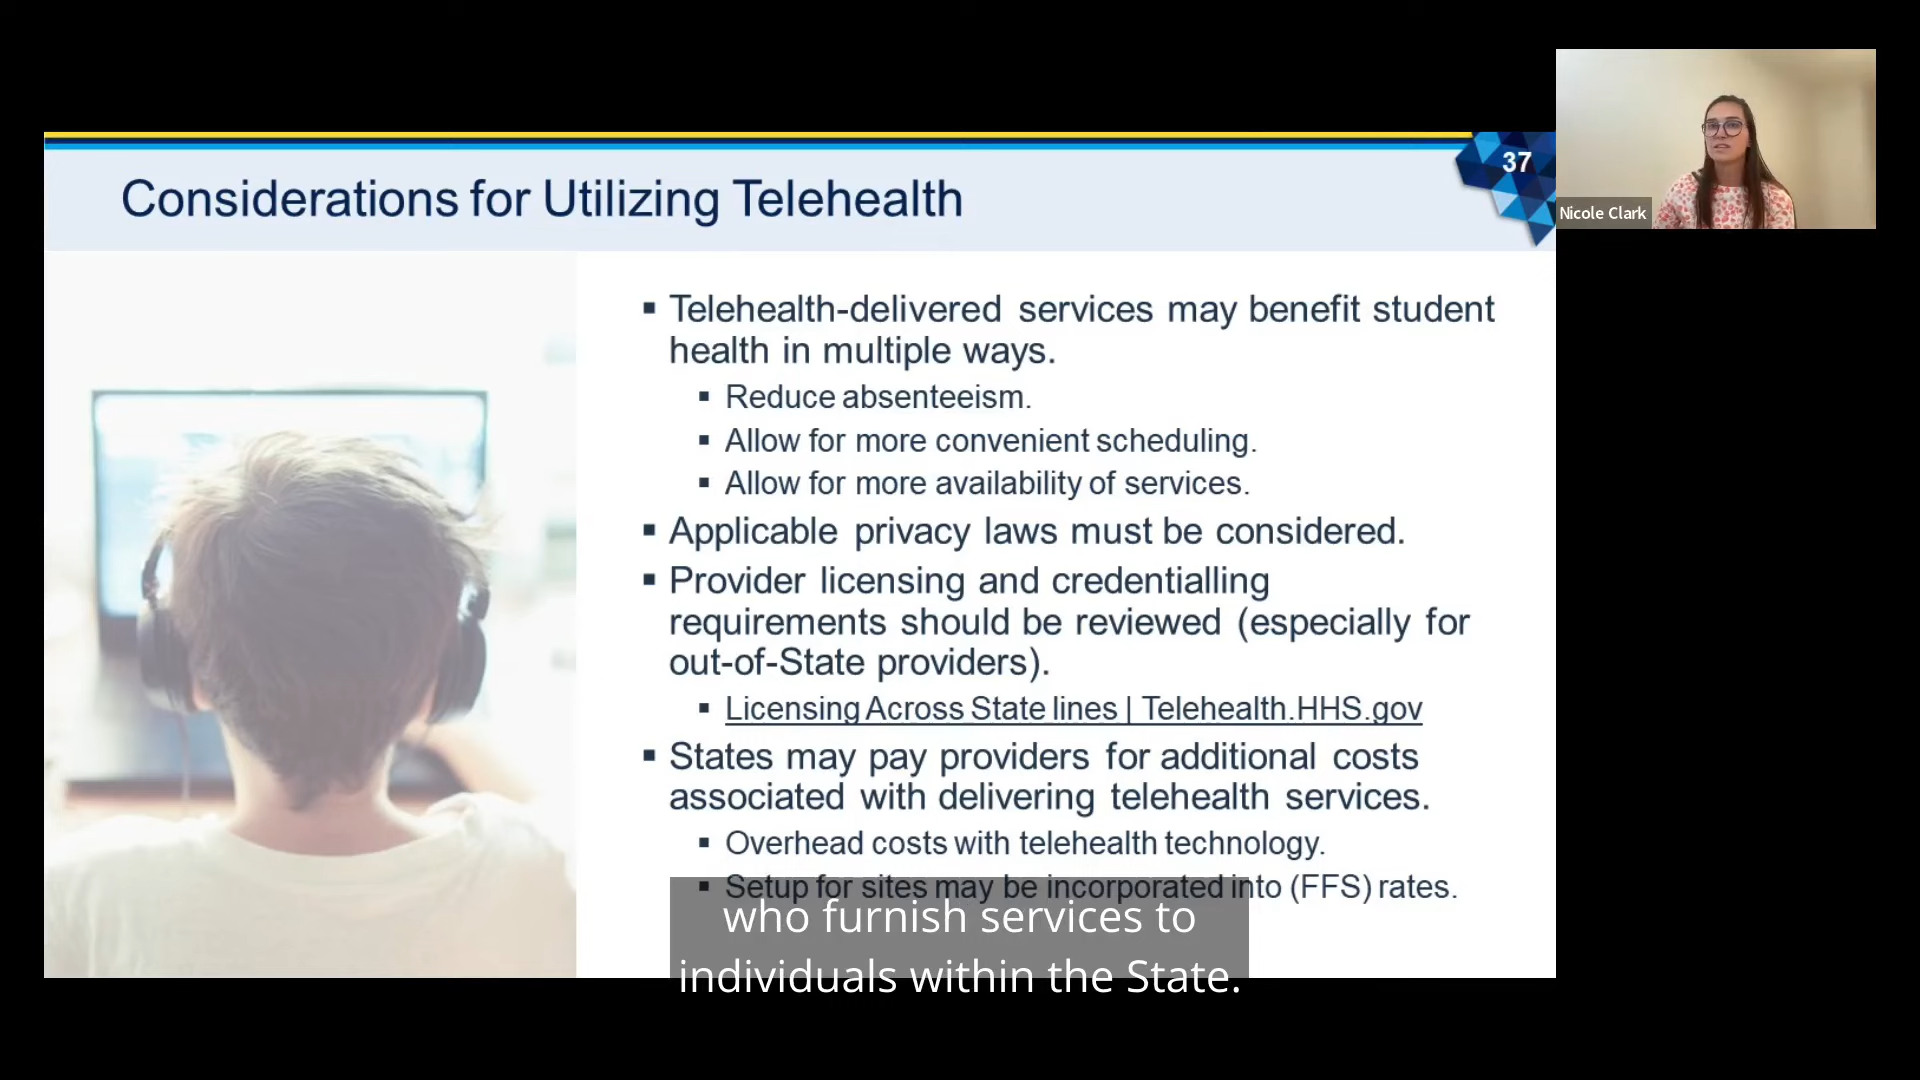 37
Considerations for Utilizing Telehealth
Nicole Clark
▪ Telehealth-delivered services may benefit student
health in multiple ways.
▪ Reduce absenteeism.
▪ Allow for more convenient scheduling.
▪ Allow for more availability of services.
▪ Applicable privacy laws must be considered.
▪ Provider licensing and credentialling
requirements should be reviewed (especially for
out-of-State providers).
▪ Licensing Across State lines | Telehealth.HHS.gov
▪ States may pay providers for additional costs
associated with delivering telehealth services.
▪ Overhead costs with telehealth technology.
▪ Setup for sites may be incorporated into (FFS) rates.
who furnish services to
individuals within the State.